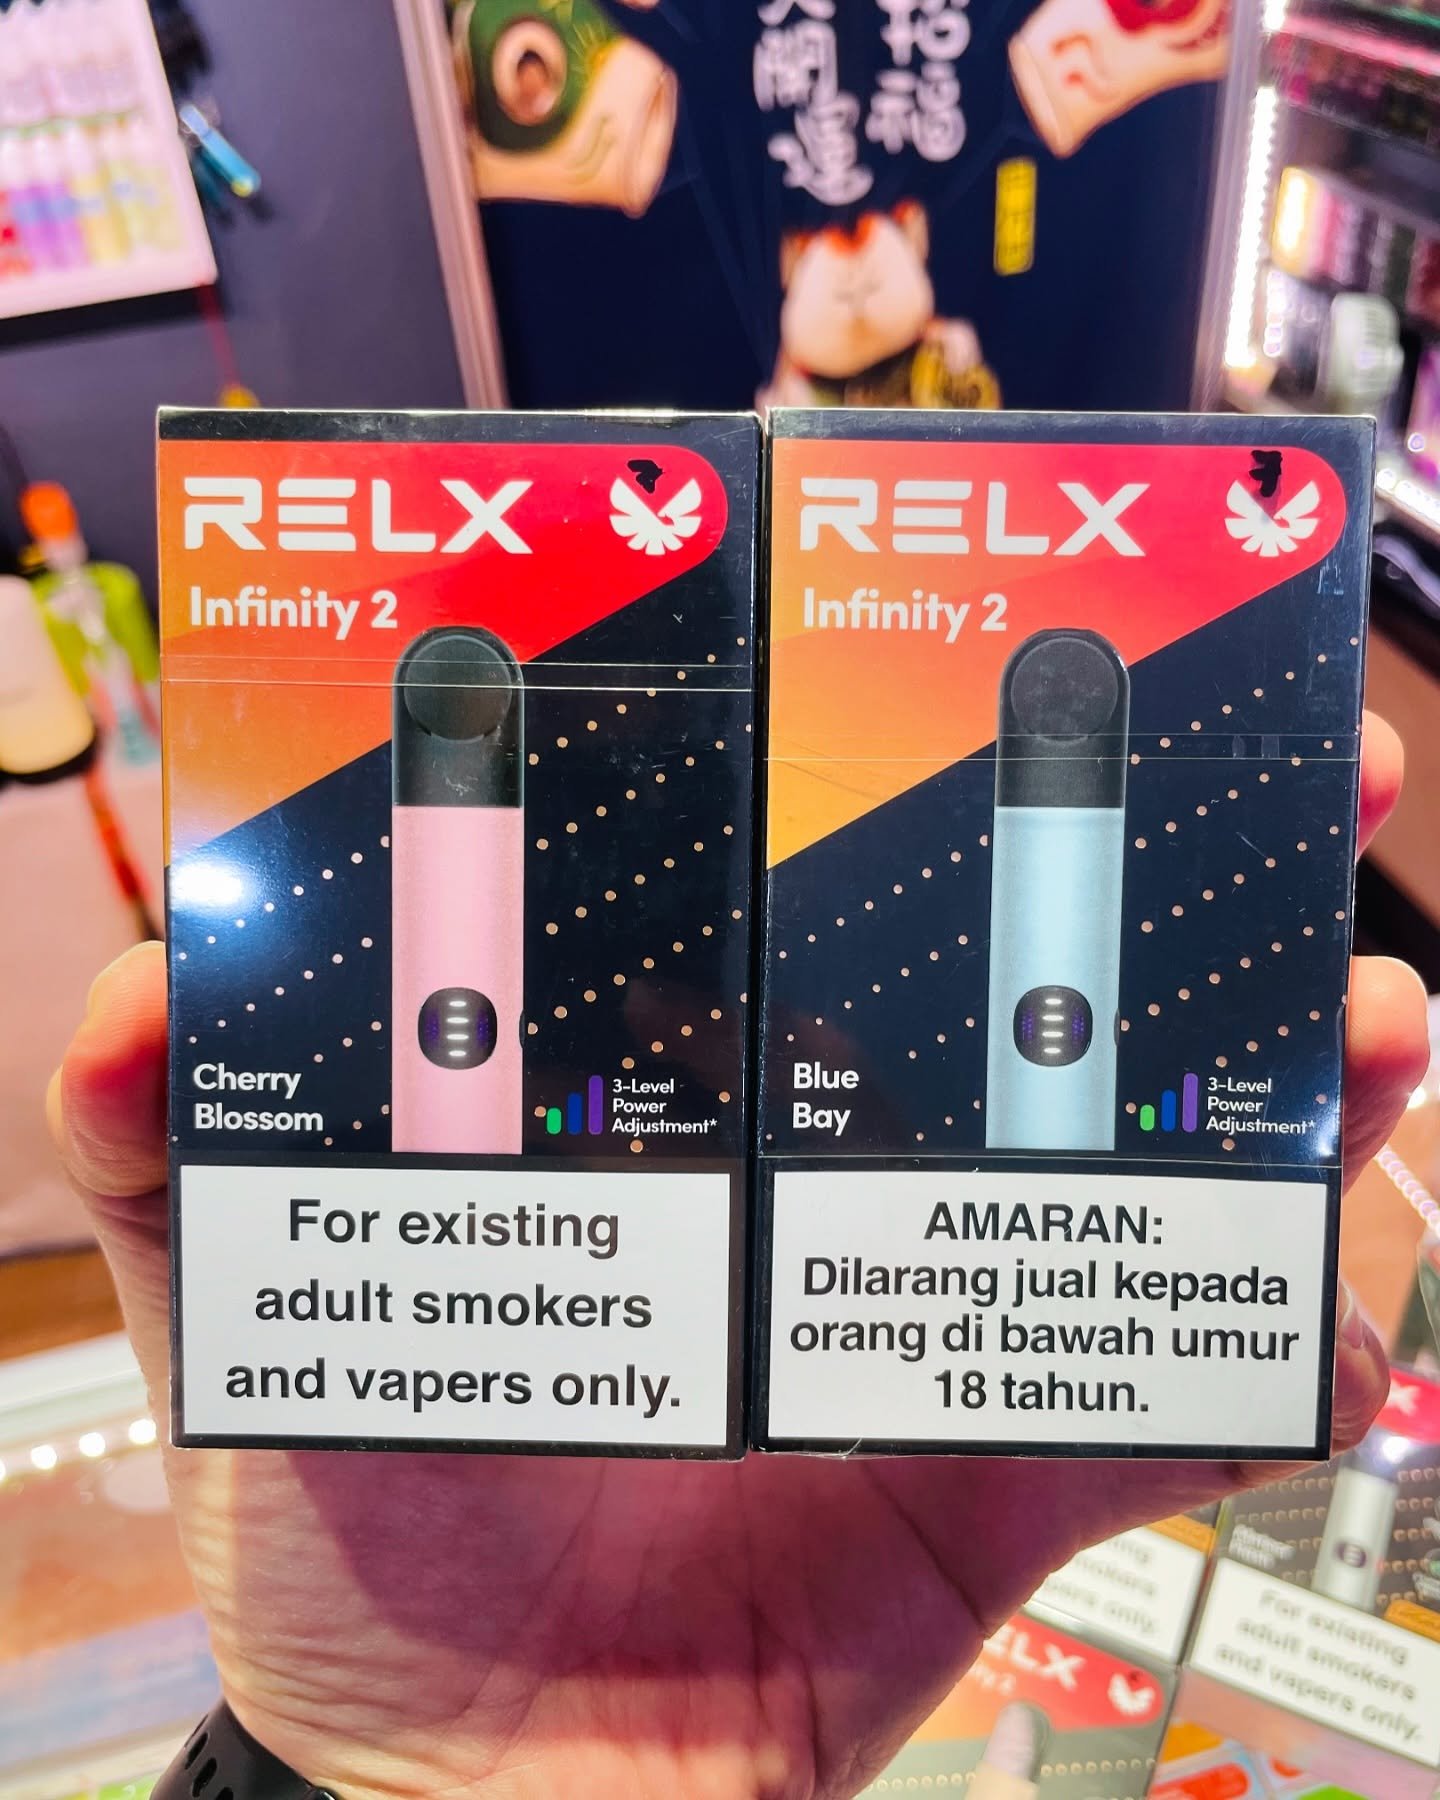 RELX
Infinity 2
Cherry
Blossom
3-Level
Power
Adjustment*
For existing
adult smokers
and vapers only.
RELX
Infinity 2
Blue
Bay
3-Level
Power
Adjustment*
AMARAN:
Dilarang jual kepada
orang di bawah umur
18 tahun.
For existing
adult smokers
and vapers only.